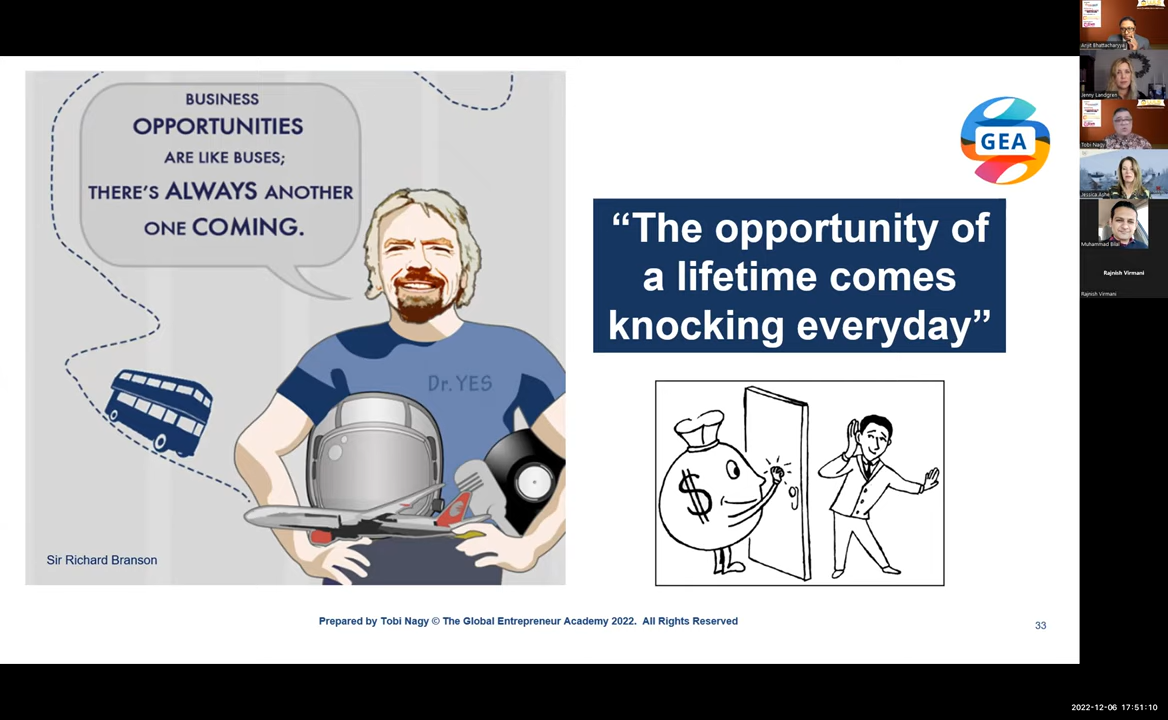 BUSINESS
OPPORTUNITIES
ARE LIKE BUSES;
THERE'S ALWAYS ANOTHER
ONE COMING.
Dr. YES
Sir Richard Branson
GEA
“The opportunity of
a lifetime comes
knocking everyday”
$
Prepared by Tobi Nagy © The Global Entrepreneur Academy 2022. All Rights Reserved
33
Jenny Landgren
Tobi Nagy
Muhammad Bilal
Rajnish Virmani
Rajnish Virmani
2022-12-06 17:51:10